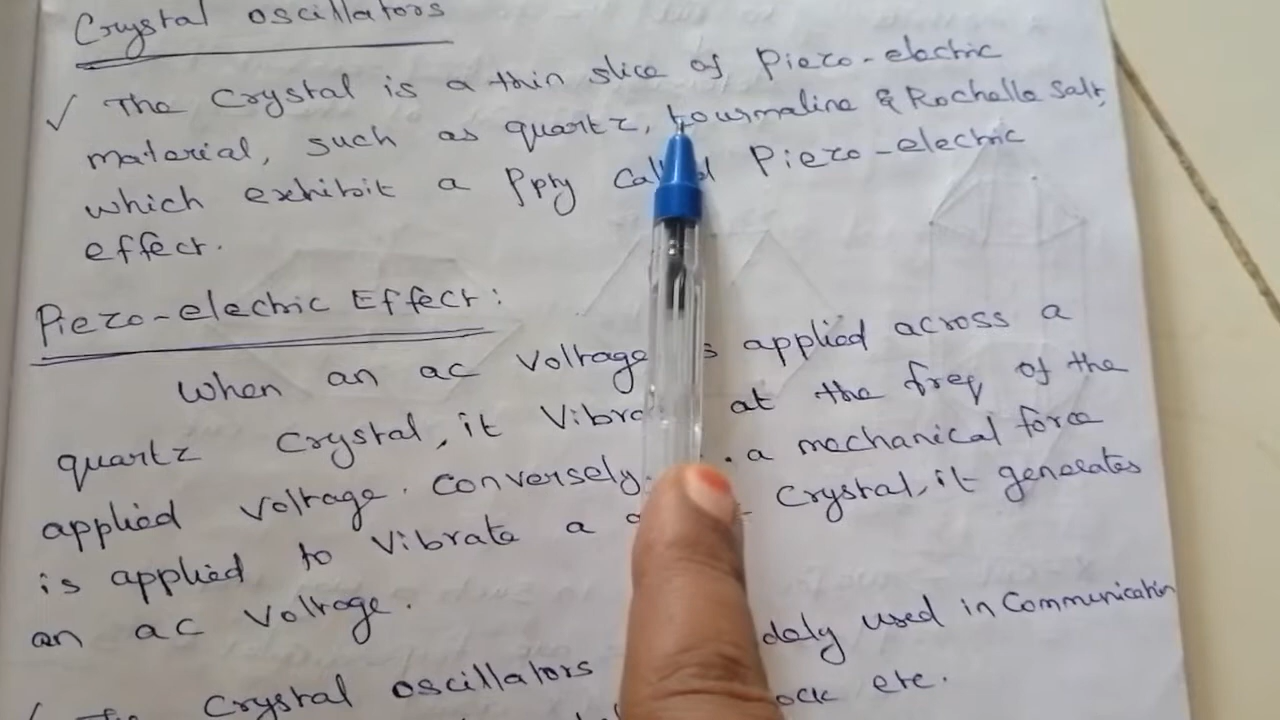 Crystal oscillators
✓ The Crystal is a thin slice of Piezo-electric
material, such as quartz, tourmaline & Rochelle Salt,
which exhibit a Ppty called Piezo-electric
effect.
Piezo-electric Effect:
When an ac Voltage is applied across a
quartz Crystal, it Vibra at the freq of the
applied Voltage. Conversely, a mechanical force
is applied to Vibrate a Crystal, it generates
an ac Voltage.
Crystal oscillators used in Communication
etc.